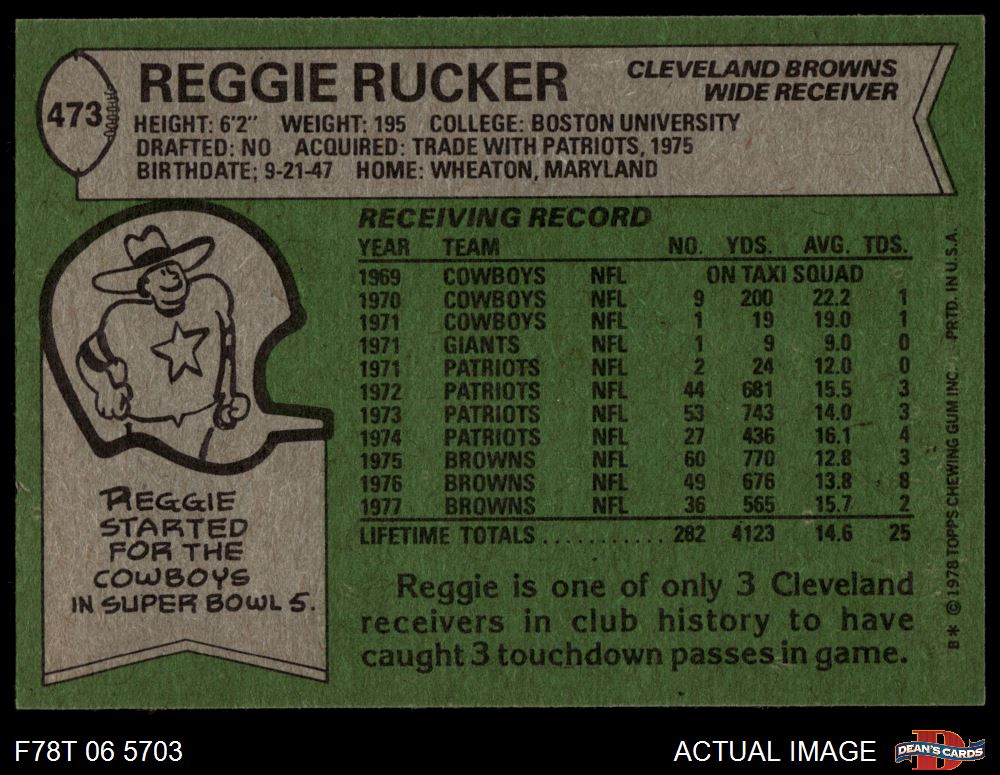 473
REGGIE RUCKER
CLEVELAND BROWNS
WIDE RECEIVER
HEIGHT: 6'2" WEIGHT: 195 COLLEGE: BOSTON UNIVERSITY
DRAFTED: NO ACQUIRED: TRADE WITH PATRIOTS, 1975
BIRTHDATE; 9-21-47 HOME: WHEATON, MARYLAND
RECEIVING RECORD
YEAR TEAM NO. YDS. AVG. TDS.
1969 COWBOYS NFL ON TAXI SQUAD
1970 COWBOYS NFL 9 200 22.2 1
1971 COWBOYS NFL 1 19 19.0 1
1971 GIANTS NFL 1 9 9.0 0
1971 PATRIOTS NFL 2 24 12.0 0
1972 PATRIOTS NFL 44 681 15.5 3
1973 PATRIOTS NFL 53 743 14.0 3
1974 PATRIOTS NFL 27 436 16.1 4
1975 BROWNS NFL 60 770 12.8 3
1976 BROWNS NFL 49 676 13.8 8
1977 BROWNS NFL 36 565 15.7 2
LIFETIME TOTALS ........... 282 4123 14.6 25
REGGIE
STARTED
FOR THE
COWBOYS
IN SUPER BOWL 5.
Reggie is one of only 3 Cleveland
receivers in club history to have
caught 3 touchdown passes in game.
B* © 1978 TOPPS CHEWING GUM INC. PRTD. IN U.S.A.
F78T 06 5703
ACTUAL IMAGE
DEAN'S CARDS